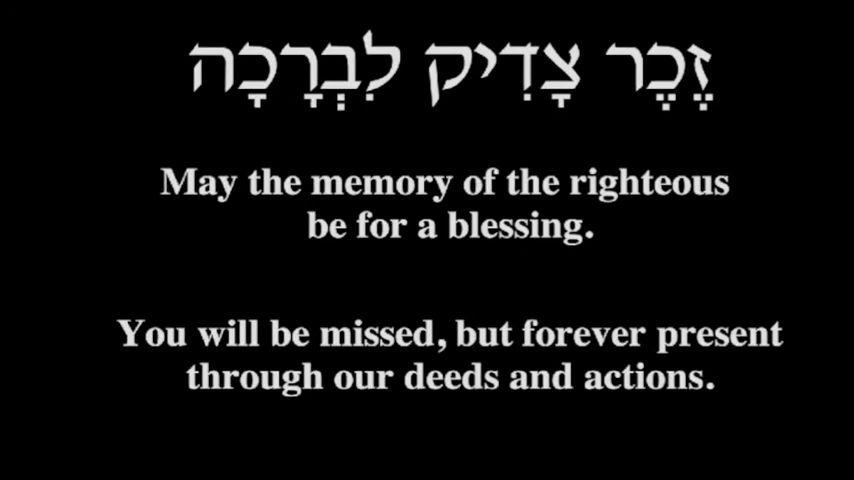 זֶכֶר צָדִיק לִבְרָכָה
May the memory of the righteous
be for a blessing.
You will be missed, but forever present
through our deeds and actions.